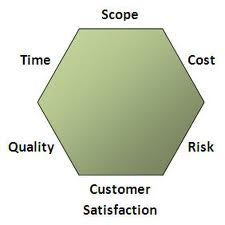 Scope
Time
Cost
Quality
Risk
Customer
Satisfaction